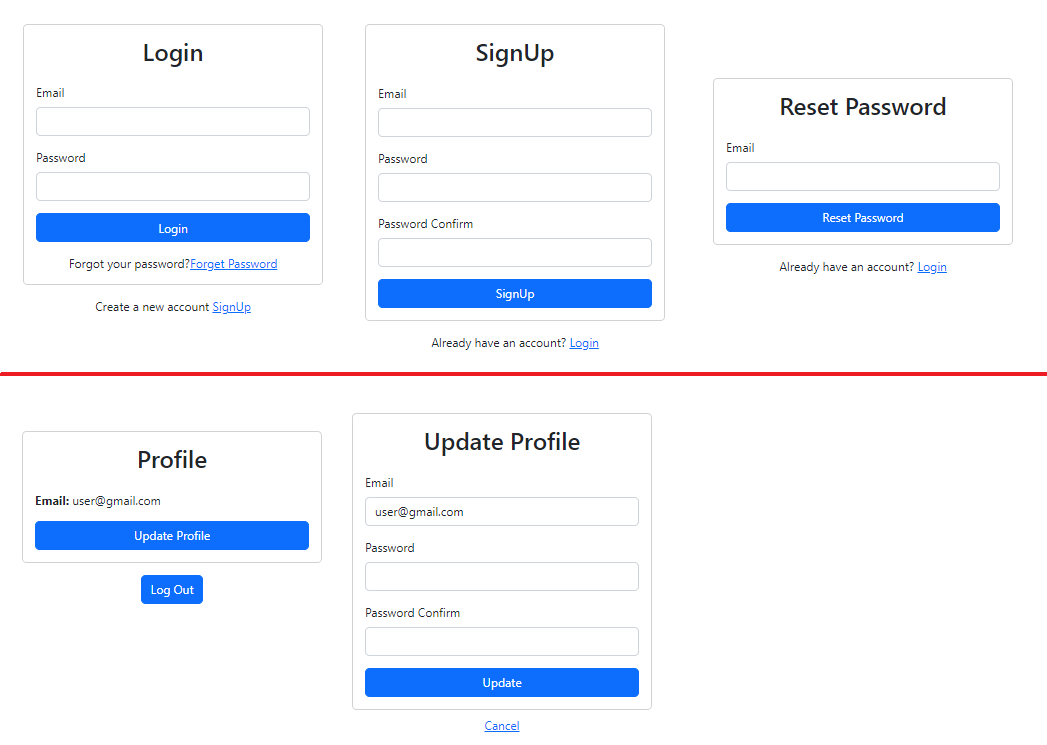 Login
Email
Password
Login
Forgot your password?Forget Password
Create a new account SignUp
SignUp
Email
Password
Password Confirm
SignUp
Already have an account? Login
Reset Password
Email
Reset Password
Already have an account? Login
Profile
Email: user@gmail.com
Update Profile
Log Out
Update Profile
Email
user@gmail.com
Password
Password Confirm
Update
Cancel